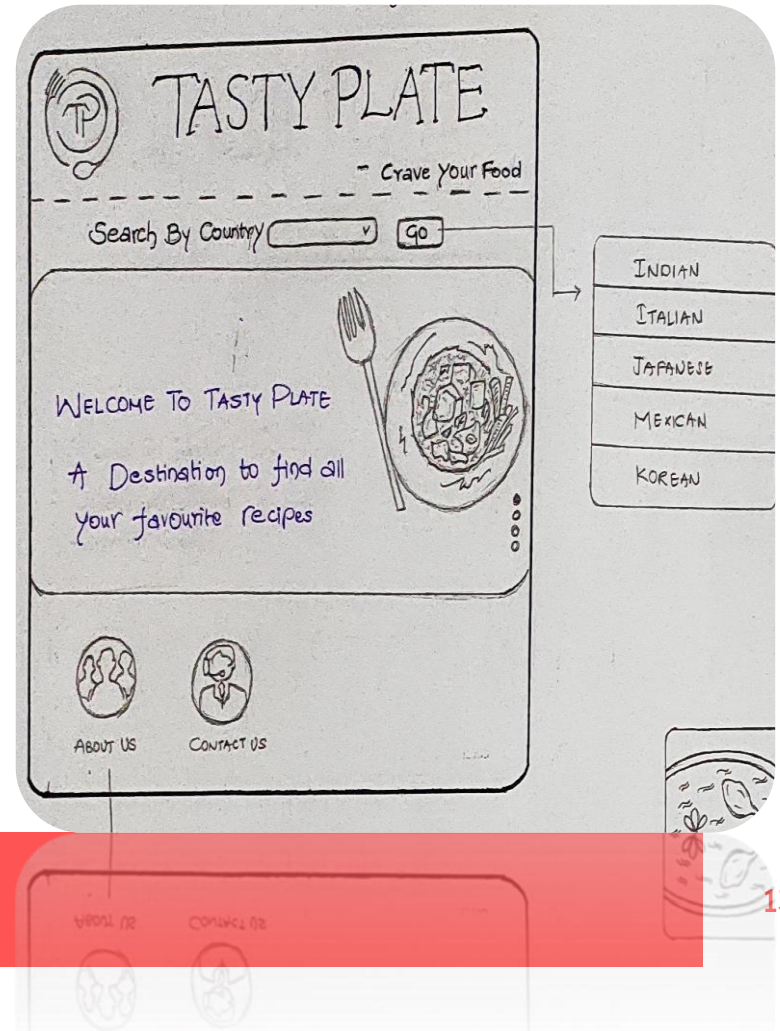 TP
TASTY PLATE
- Crave Your Food
Search By Country
GO
INDIAN
ITALIAN
JAPANESE
MEXICAN
KOREAN
WELCOME TO TASTY PLATE
A Destination to find all
your favourite recipes
ABOUT US
CONTACT US